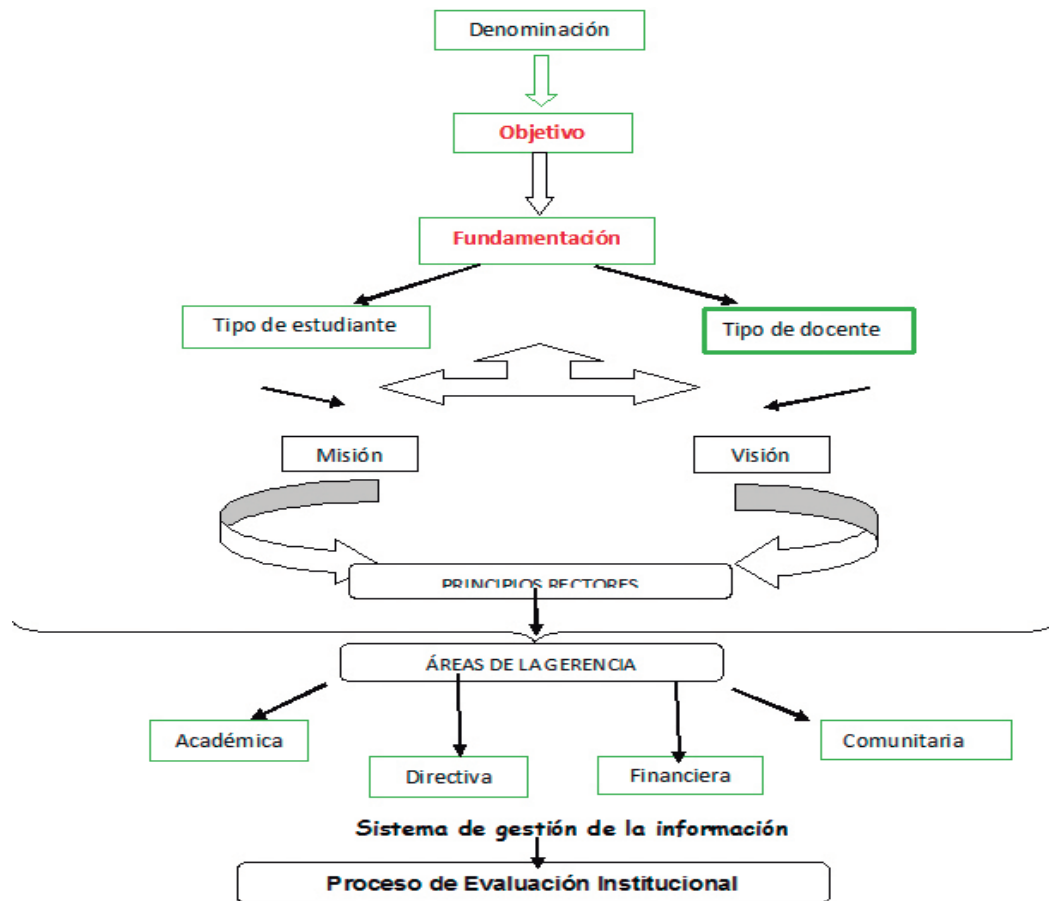 Denominación
Objetivo
Fundamentación
Tipo de estudiante
Tipo de docente
Misión
Visión
PRINCIPIOS RECTORES
ÁREAS DE LA GERENCIA
Académica
Comunitaria
Directiva
Financiera
Sistema de gestión de la información
Proceso de Evaluación Institucional